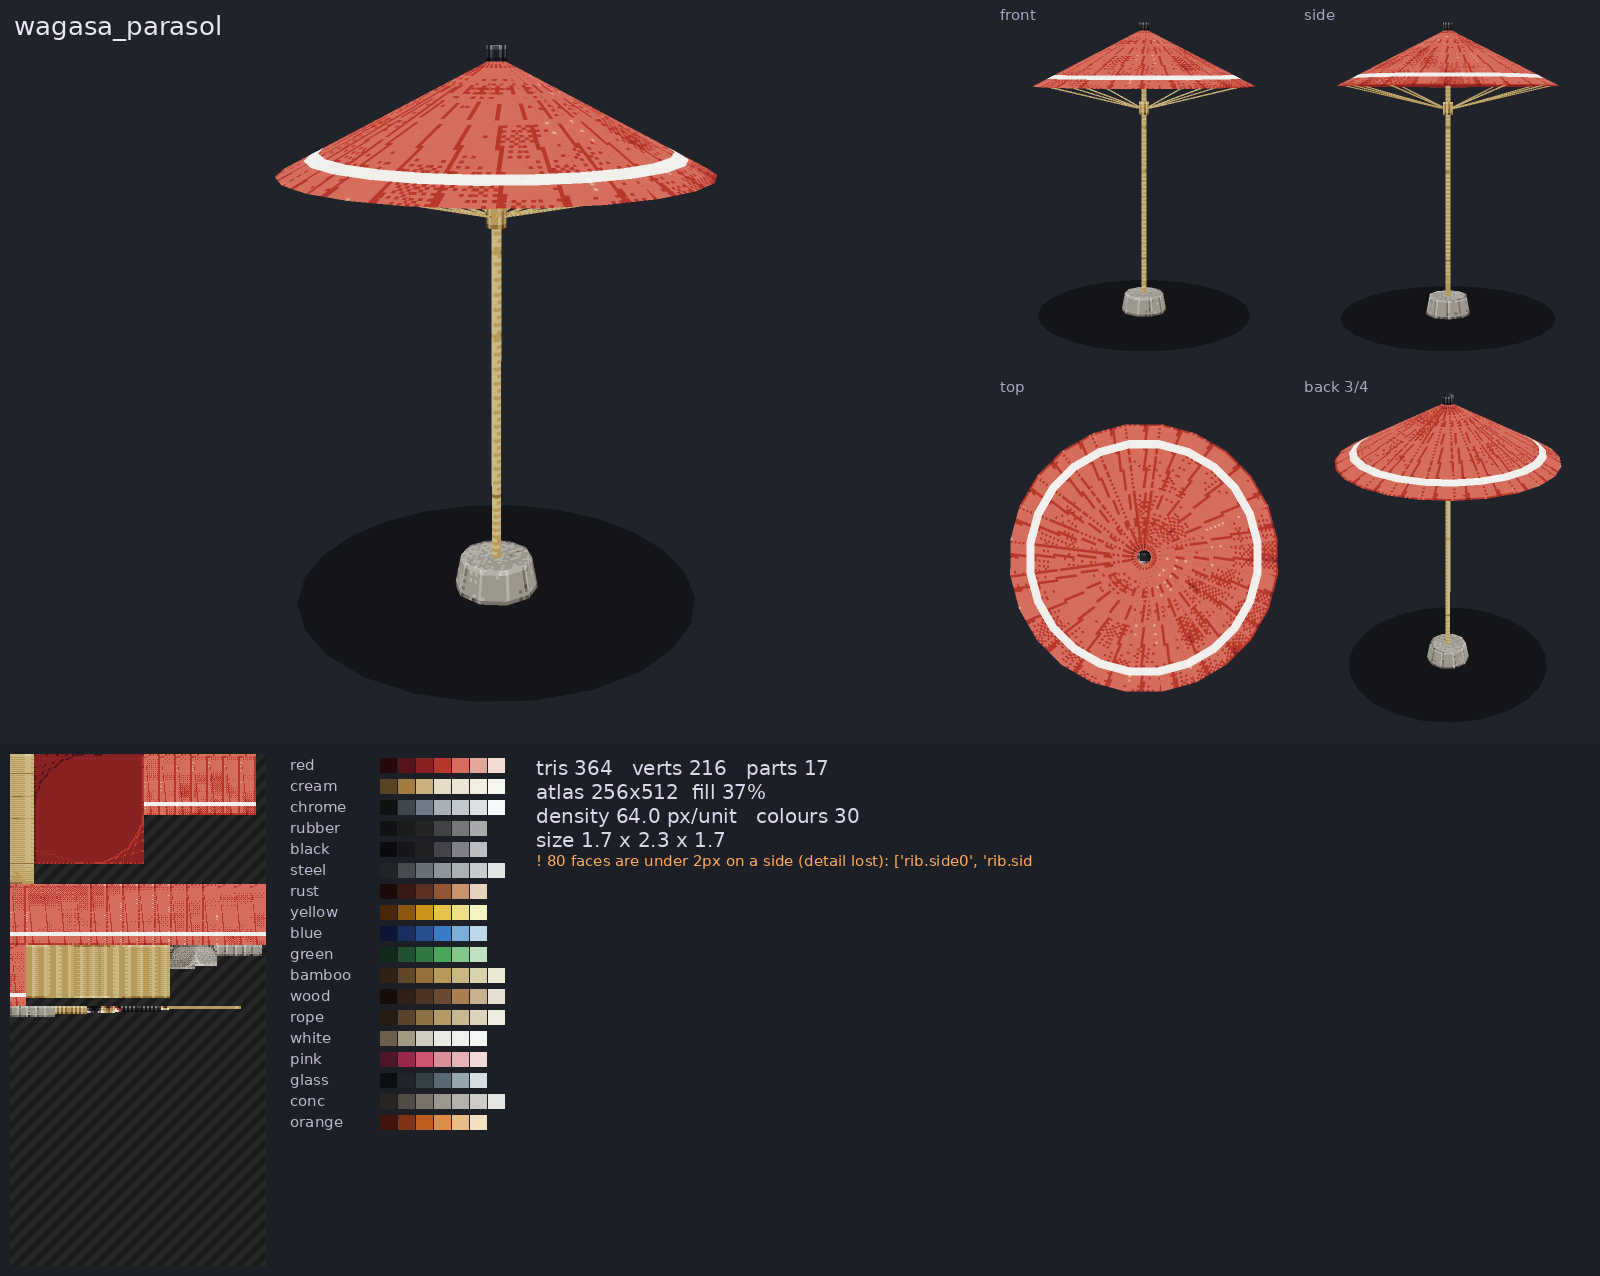 wagasa_parasol
front
side
top
back 3/4
red
cream
chrome
rubber
black
steel
rust
yellow
blue
green
bamboo
wood
rope
white
pink
glass
conc
orange
tris 364 verts 216 parts 17
atlas 256x512 fill 37%
density 64.0 px/unit colours 30
size 1.7 x 2.3 x 1.7
! 80 faces are under 2px on a side (detail lost): ['rib.side0', 'rib.sid